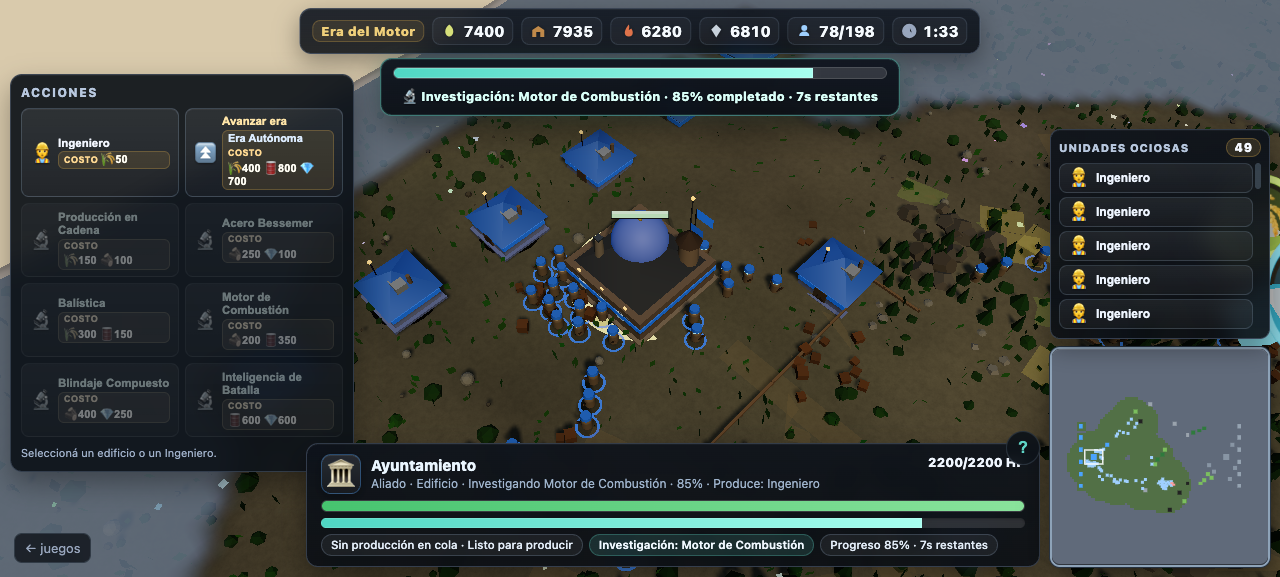 Era del Motor
7400
7935
6280
6810
78/198
1:33
Investigación: Motor de Combustión · 85% completado · 7s restantes
ACCIONES
Ingeniero
COSTO 50
Avanzar era
Era Autónoma
COSTO
400 800
700
Producción en
Cadena
COSTO
150 100
Acero Bessemer
COSTO
250 100
Balística
COSTO
300 150
Motor de
Combustión
COSTO
200 350
Blindaje Compuesto
COSTO
400 250
Inteligencia de
Batalla
COSTO
600 600
Seleccioná un edificio o un Ingeniero.
← juegos
UNIDADES OCIOSAS 49
Ingeniero
Ingeniero
Ingeniero
Ingeniero
Ingeniero
?
Ayuntamiento
2200/2200
Aliado · Edificio · Investigando Motor de Combustión · 85% · Produce: Ingeniero
Sin producción en cola · Listo para producir
Investigación: Motor de Combustión
Progreso 85% · 7s restantes